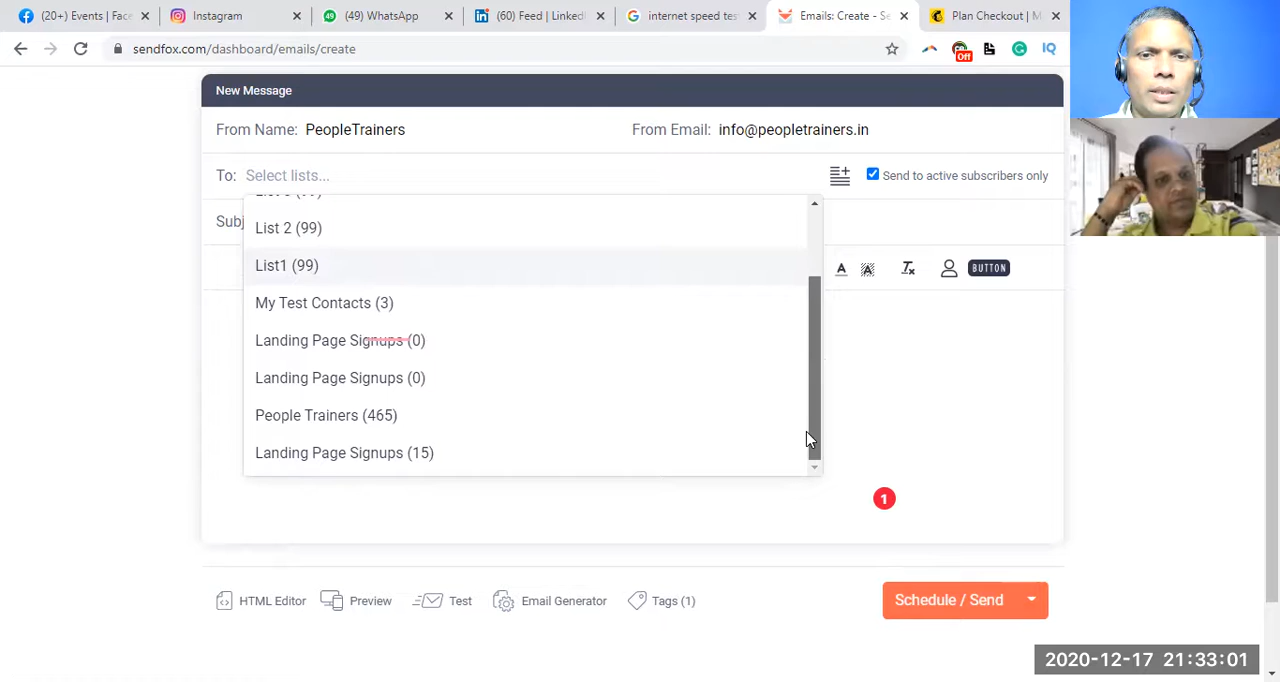 (20+) Events | Face
Instagram
(49) WhatsApp
(60) Feed | LinkedI
internet speed tes
Emails: Create - Se
Plan Checkout | M
sendfox.com/dashboard/emails/create
Off
IQ
New Message
From Name: PeopleTrainers
From Email: info@peopletrainers.in
To: Select lists...
Send to active subscribers only
Subj
List 2 (99)
List1 (99)
BUTTON
My Test Contacts (3)
Landing Page Signups (0)
Landing Page Signups (0)
People Trainers (465)
Landing Page Signups (15)
1
HTML Editor
Preview
Test
Email Generator
Tags (1)
Schedule / Send
2020-12-17 21:33:01